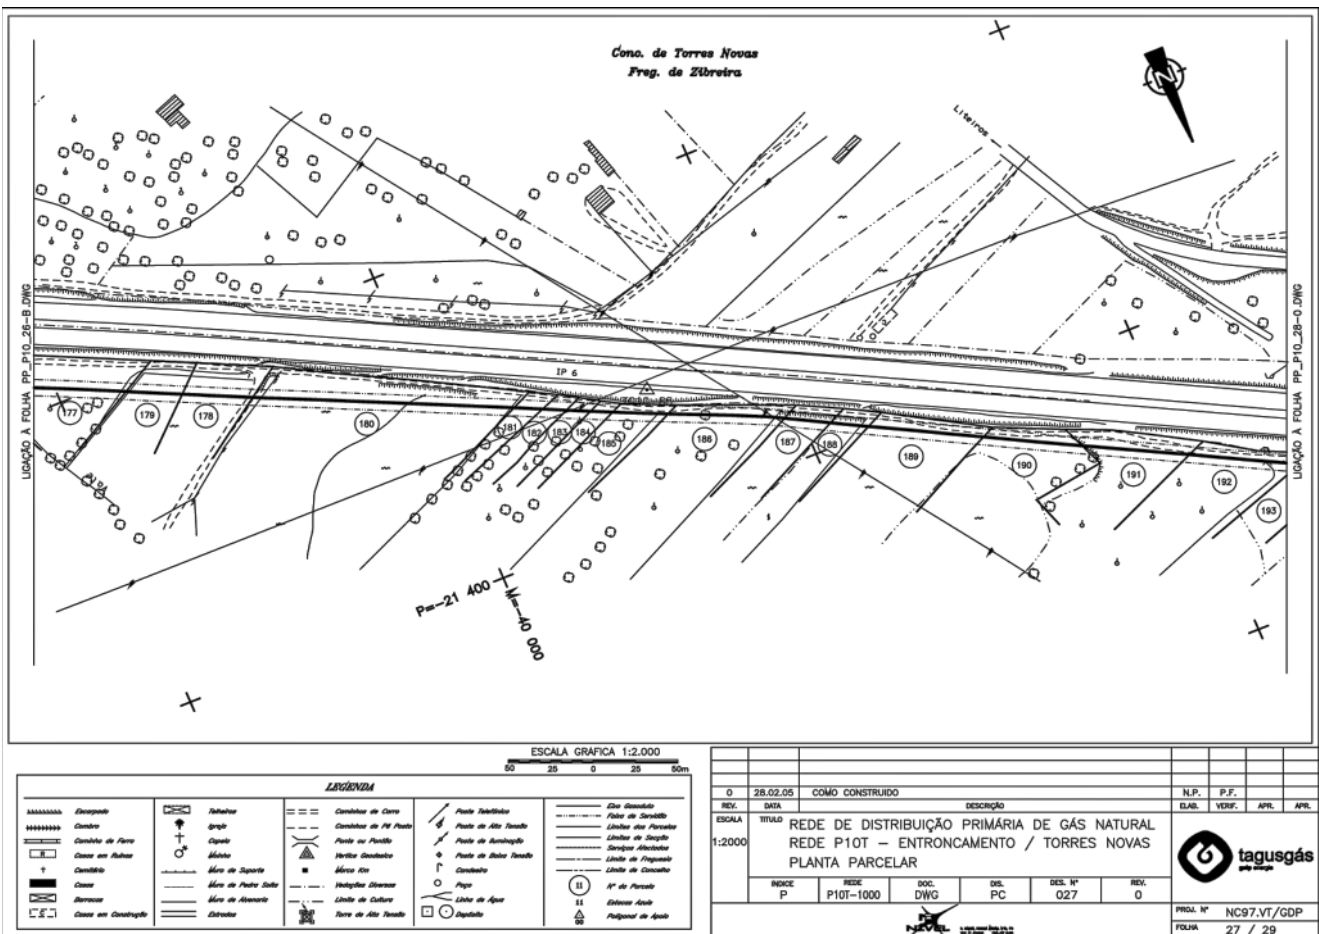 Conc. de Torres Novas
Freg. de Zibreira
N
Liteiros
LIGAÇÃO À FOLHA PP_P10_26-B.DWG
LIGAÇÃO À FOLHA PP_P10_28-0.DWG
IP 6
177
179
178
180
181
182
183
184
185
186
187
188
189
190
191
192
193
P=-21 400
M=-40 000
ESCALA GRAFICA 1:2.000
50 25 0 25 50m
LEGENDA
Escarpado
Combro
Caminho de Ferro
Casas em Ruínas
Cemitério
Casas
Barracas
Casas em Construção
Telheiros
Igreja
Capela
Moinho
Muro de Suporte
Muro de Pedra Solta
Muro de Alvenaria
Estradas
Caminhos de Carro
Caminhos de Pé Posto
Ponte ou Pontão
Vertice Geodesico
Marco Km
Vedações Diversas
Limite de Cultura
Torre de Alta Tensão
Poste Telefónico
Poste de Alta Tensão
Poste de Iluminação
Poste de Baixa Tensão
Candeeiro
Poço
Linha de Água
Depósito
Eixo Gasoduto
Faixa de Servidão
Limites das Parcelas
Limites de Secção
Serviços Afectados
Limite de Freguesia
Limite de Concelho
11 Nº da Parcela
11 Estacas Azuis
Poligonal de Apoio
0 28.02.05 COMO CONSTRUIDO N.P. P.F.
REV. DATA DESCRIÇÃO ELAB. VERIF. APR. APR.
ESCALA
1:2000
TITULO
REDE DE DISTRIBUIÇÃO PRIMÁRIA DE GÁS NATURAL
REDE P10T – ENTRONCAMENTO / TORRES NOVAS
PLANTA PARCELAR
INDICE REDE DOC. DIS. DES. Nº REV.
P P10T-1000 DWG PC 027 0
tagusgás
galp energia
NIVEL
PROJ. Nº NC97.VT/GDP
FOLHA 27 / 29